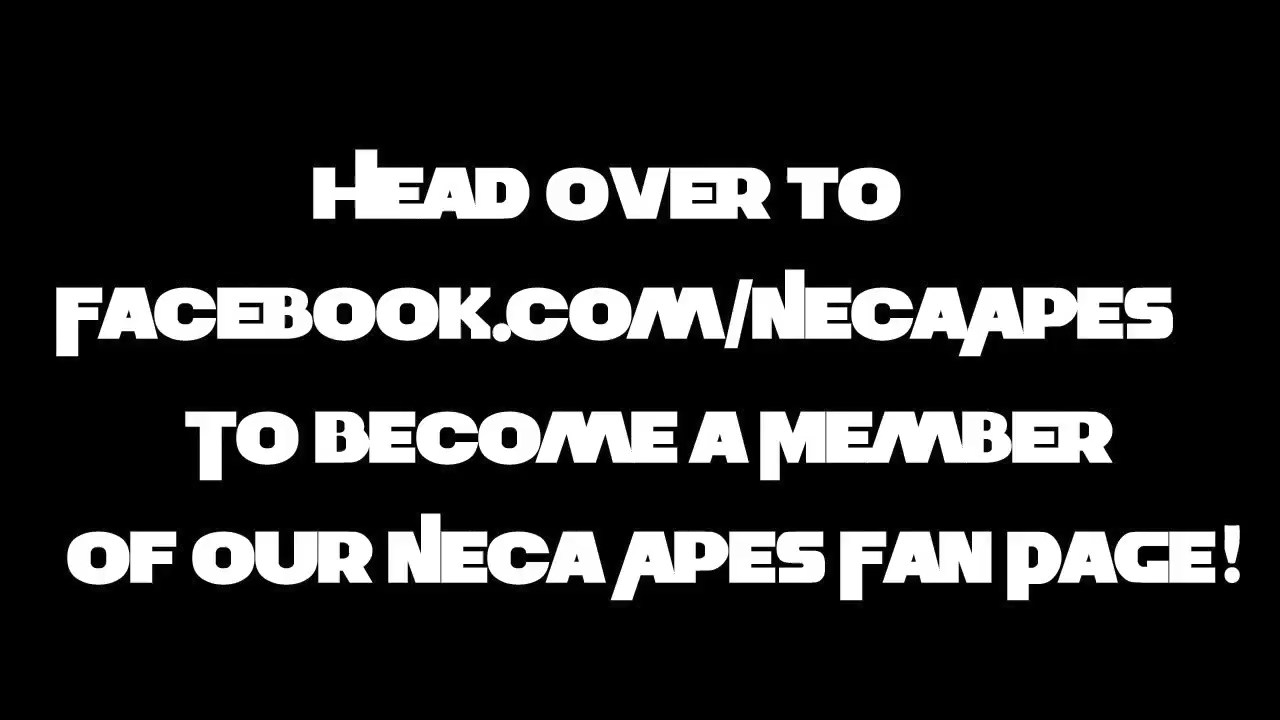 Head over to
Facebook.com/NecaApes
To become a Member
of our Neca Apes Fan Page!